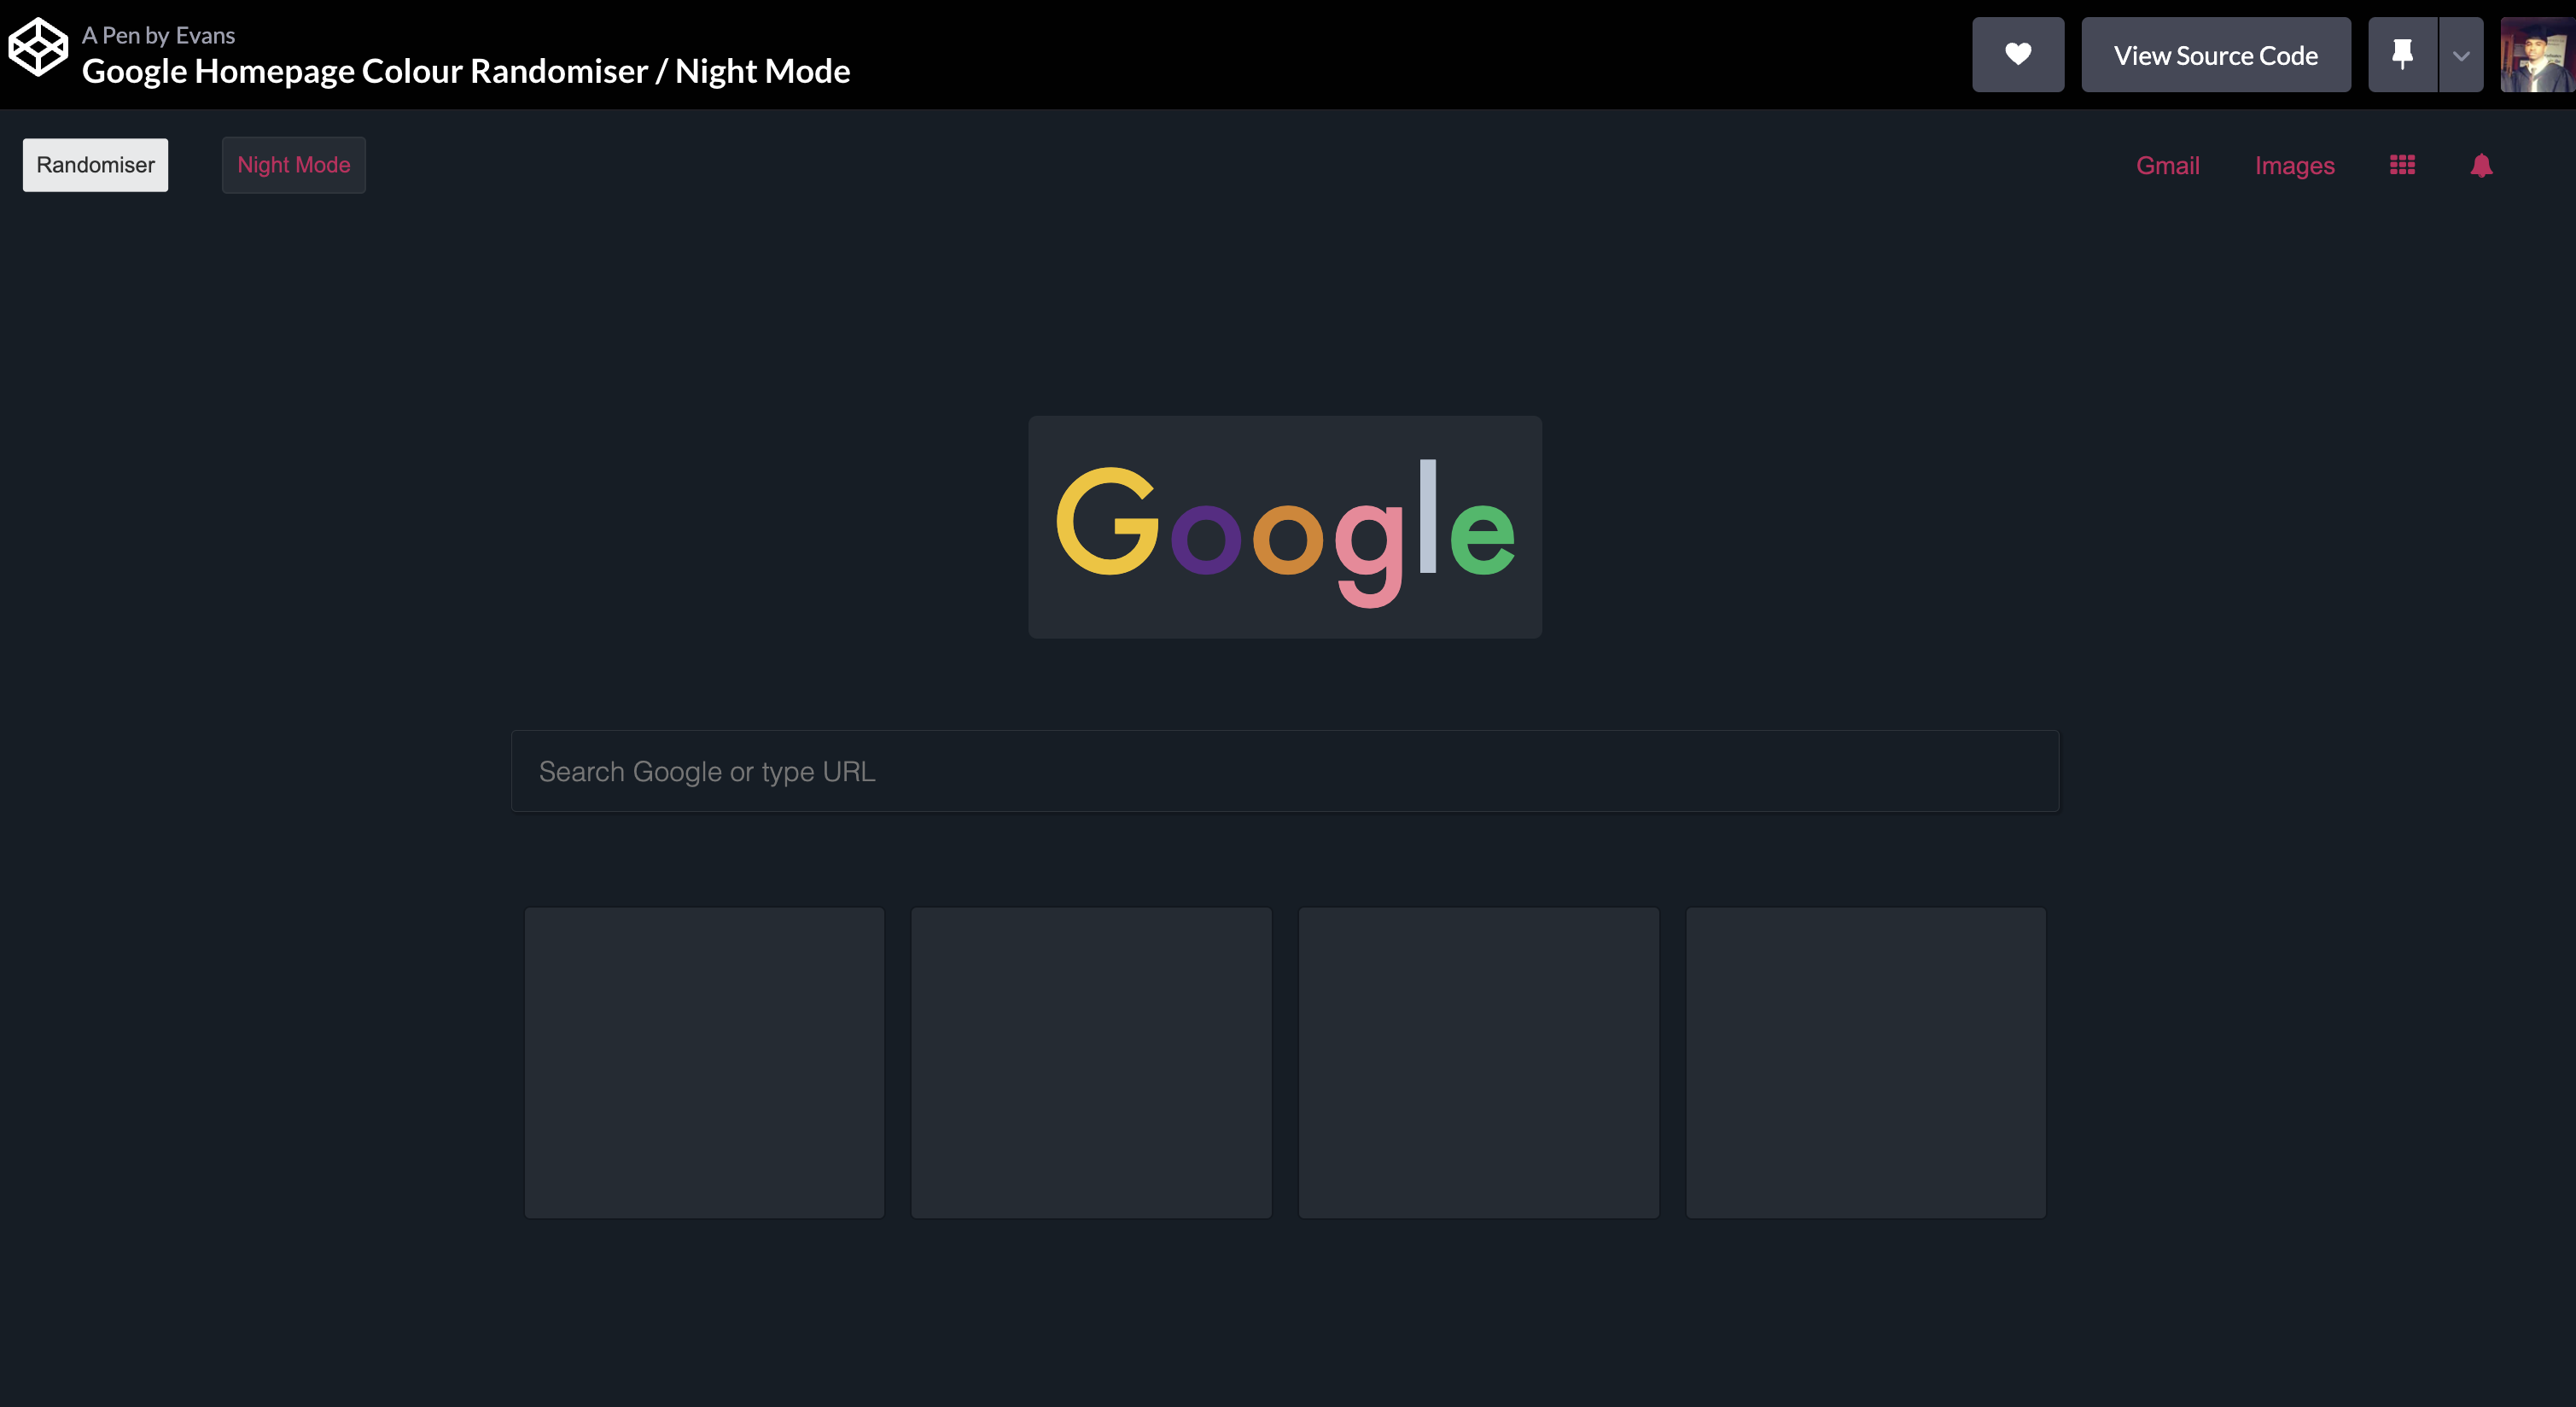 A Pen by Evans
Google Homepage Colour Randomiser / Night Mode
View Source Code
Randomiser
Night Mode
Gmail
Images
Google
Search Google or type URL